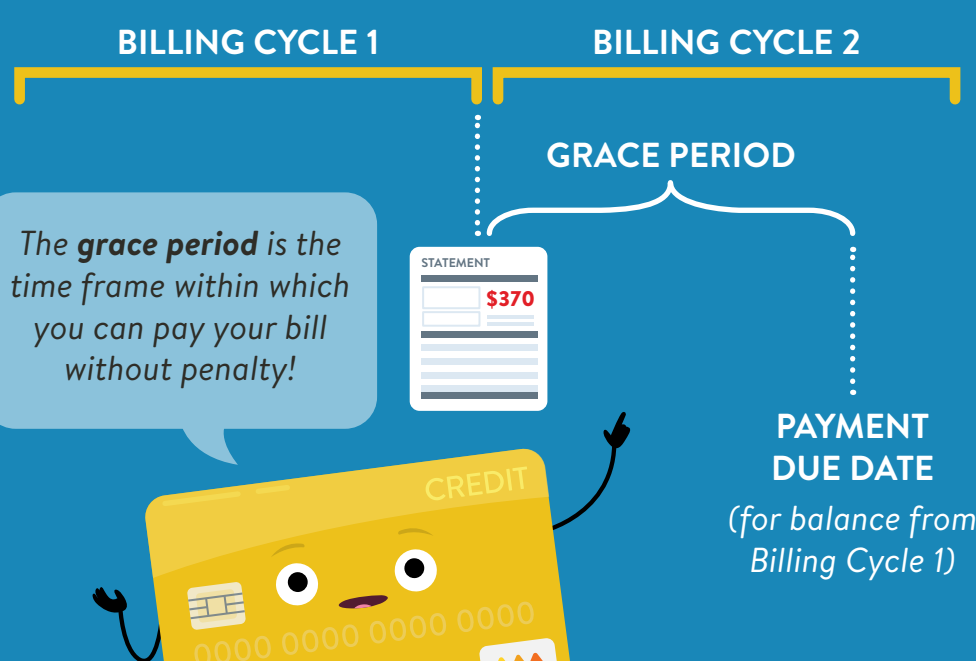 BILLING CYCLE 1
BILLING CYCLE 2
GRACE PERIOD
The grace period is the
time frame within which
you can pay your bill
without penalty!
STATEMENT
$370
PAYMENT
DUE DATE
(for balance from
Billing Cycle 1)
CREDIT
0000 0000 0000 0000